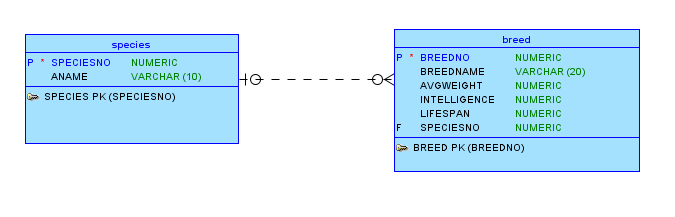 species
P * SPECIESNO NUMERIC
ANAME VARCHAR (10)
SPECIES PK (SPECIESNO)
breed
P * BREEDNO NUMERIC
BREEDNAME VARCHAR (20)
AVGWEIGHT NUMERIC
INTELLIGENCE NUMERIC
LIFESPAN NUMERIC
F SPECIESNO NUMERIC
BREED PK (BREEDNO)